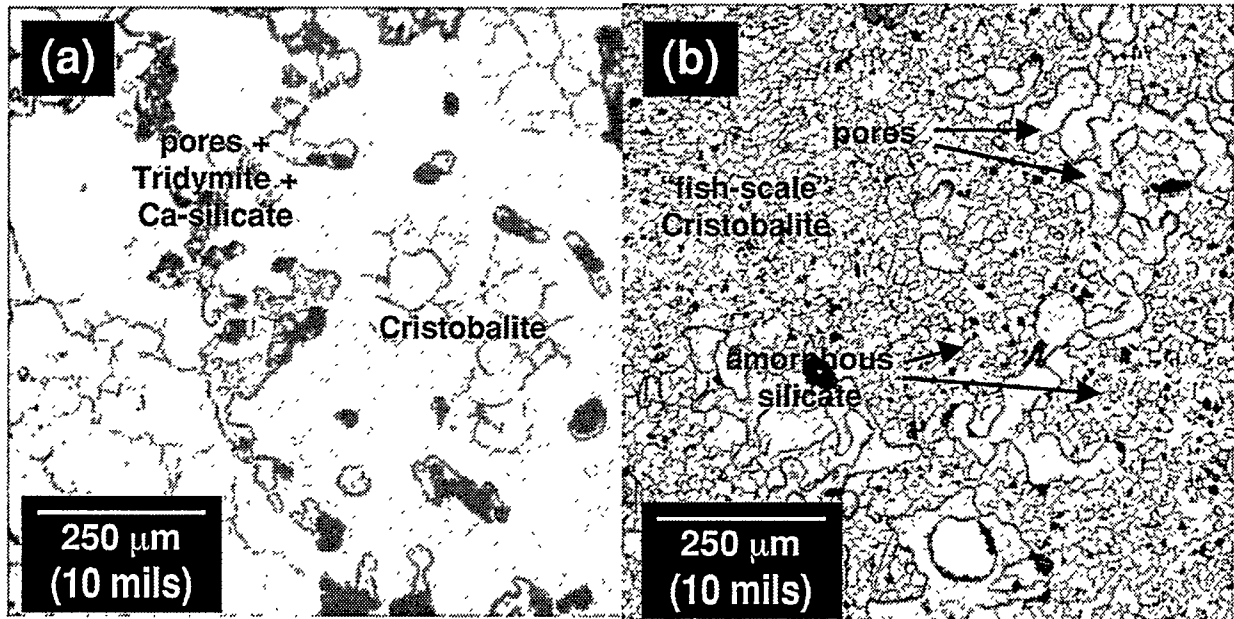 (a)
pores +
Tridymite +
Ca-silicate
Cristobalite
250 μm
(10 mils)
(b)
pores
"fish-scale"
Cristobalite
amorphous
silicate
250 μm
(10 mils)